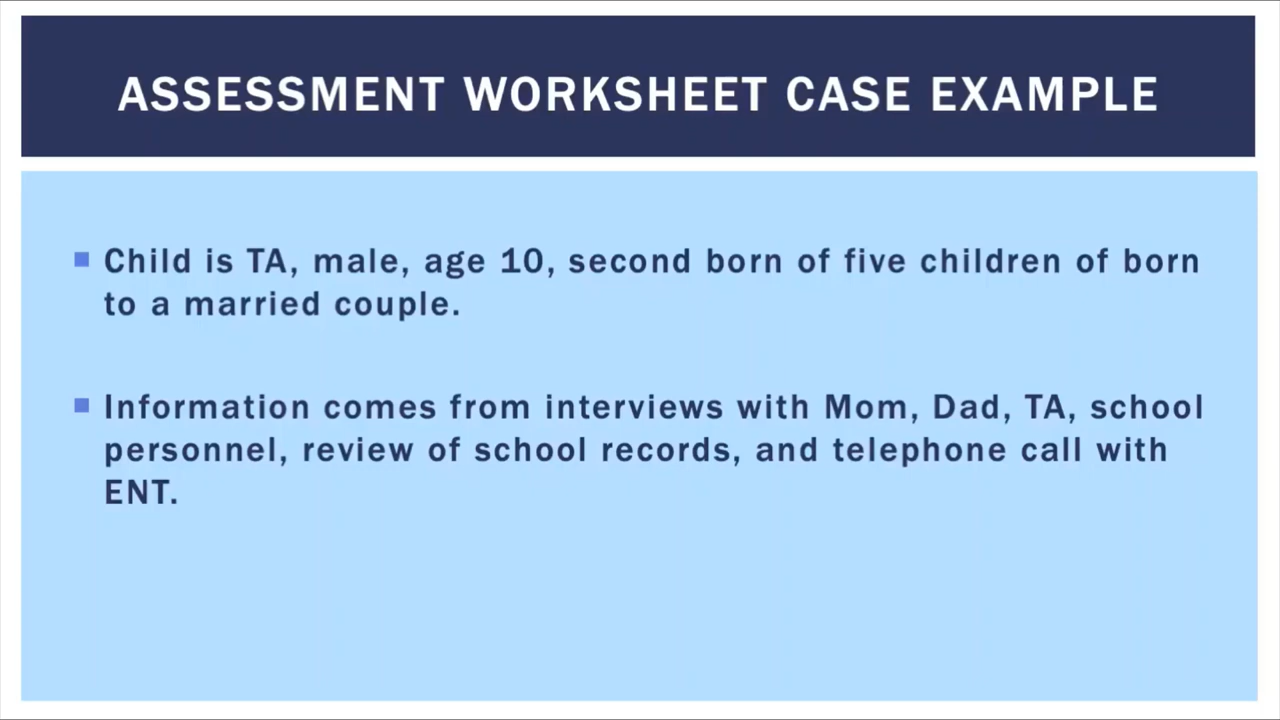 ASSESSMENT WORKSHEET CASE EXAMPLE
Child is TA, male, age 10, second born of five children of born
to a married couple.
Information comes from interviews with Mom, Dad, TA, school
personnel, review of school records, and telephone call with
ENT.